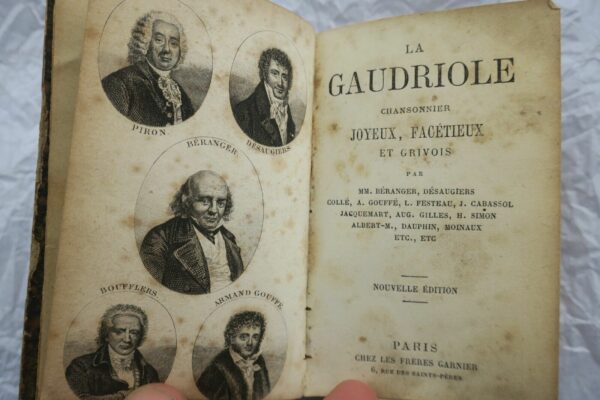 PIRON
DÉSAUGIERS
BÉRANGER
BOUFFLERS
ARMAND GOUFFÉ
LA
GAUDRIOLE
CHANSONNIER
JOYEUX, FACÉTIEUX
ET GRIVOIS
PAR
MM. BÉRANGER, DÉSAUGIERS
COLLÉ, A. GOUFFÉ, L. FESTEAU, J. CABASSOL
JACQUEMART, AUG. GILLES, H. SIMON
ALBERT-M., DAUPHIN, MOINAUX
ETC., ETC
NOUVELLE ÉDITION
PARIS
CHEZ LES FRÈRES GARNIER
6, RUE DES SAINTS-PÈRES